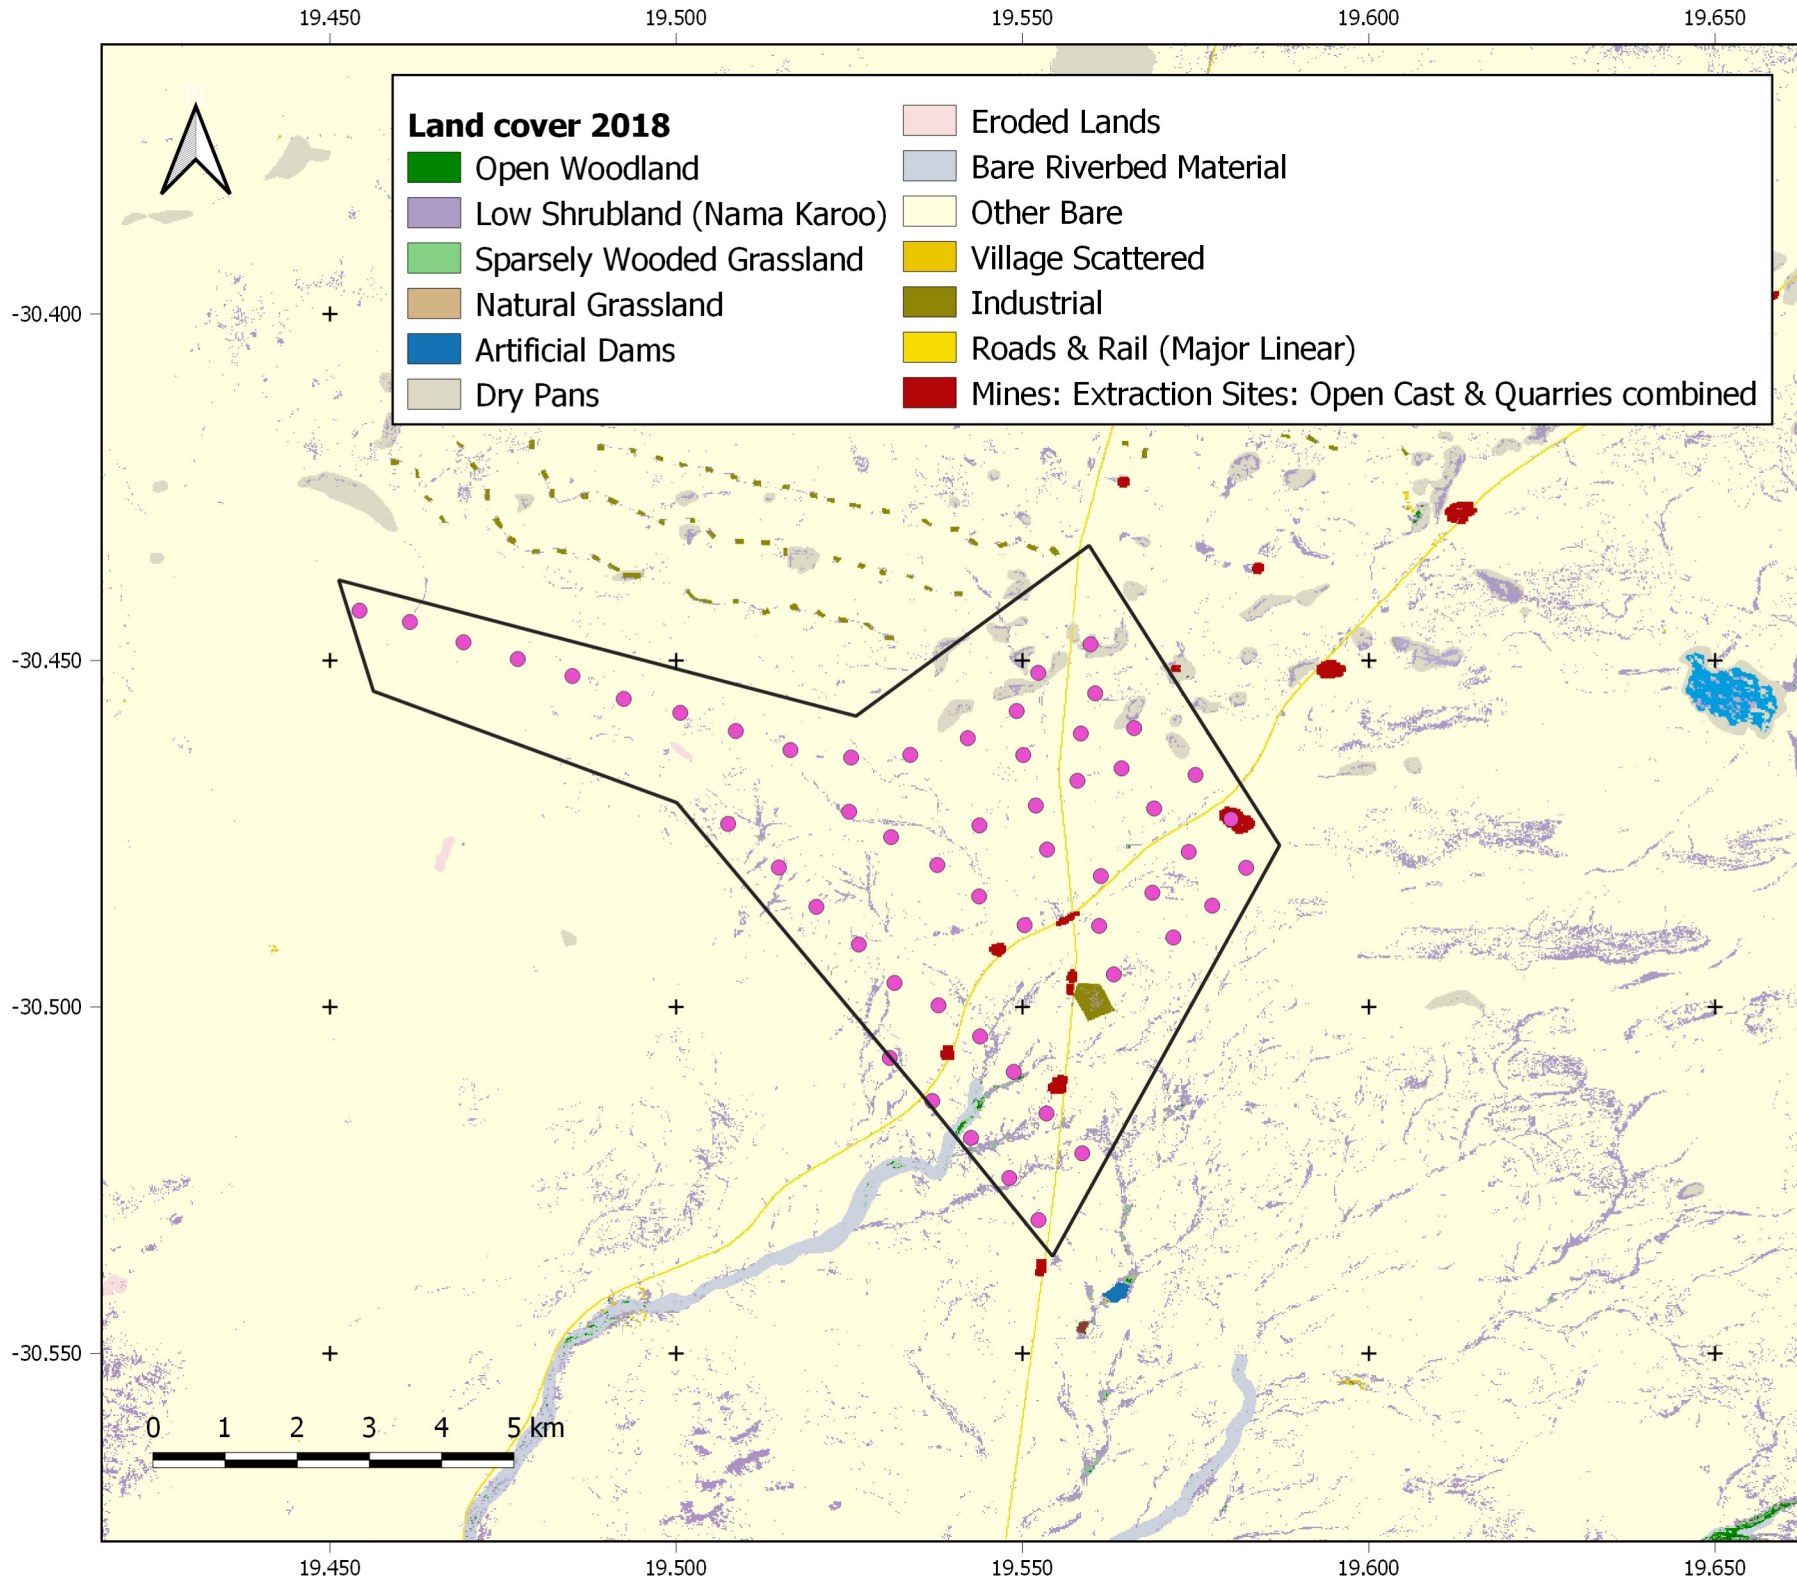 19.450 19.500 19.550 19.600 19.650
N
Land cover 2018
Open Woodland
Low Shrubland (Nama Karoo)
Sparsely Wooded Grassland
Natural Grassland
Artificial Dams
Dry Pans
Eroded Lands
Bare Riverbed Material
Other Bare
Village Scattered
Industrial
Roads & Rail (Major Linear)
Mines: Extraction Sites: Open Cast & Quarries combined
-30.400
-30.450
-30.500
-30.550
0 1 2 3 4 5 km
19.450 19.500 19.550 19.600 19.650